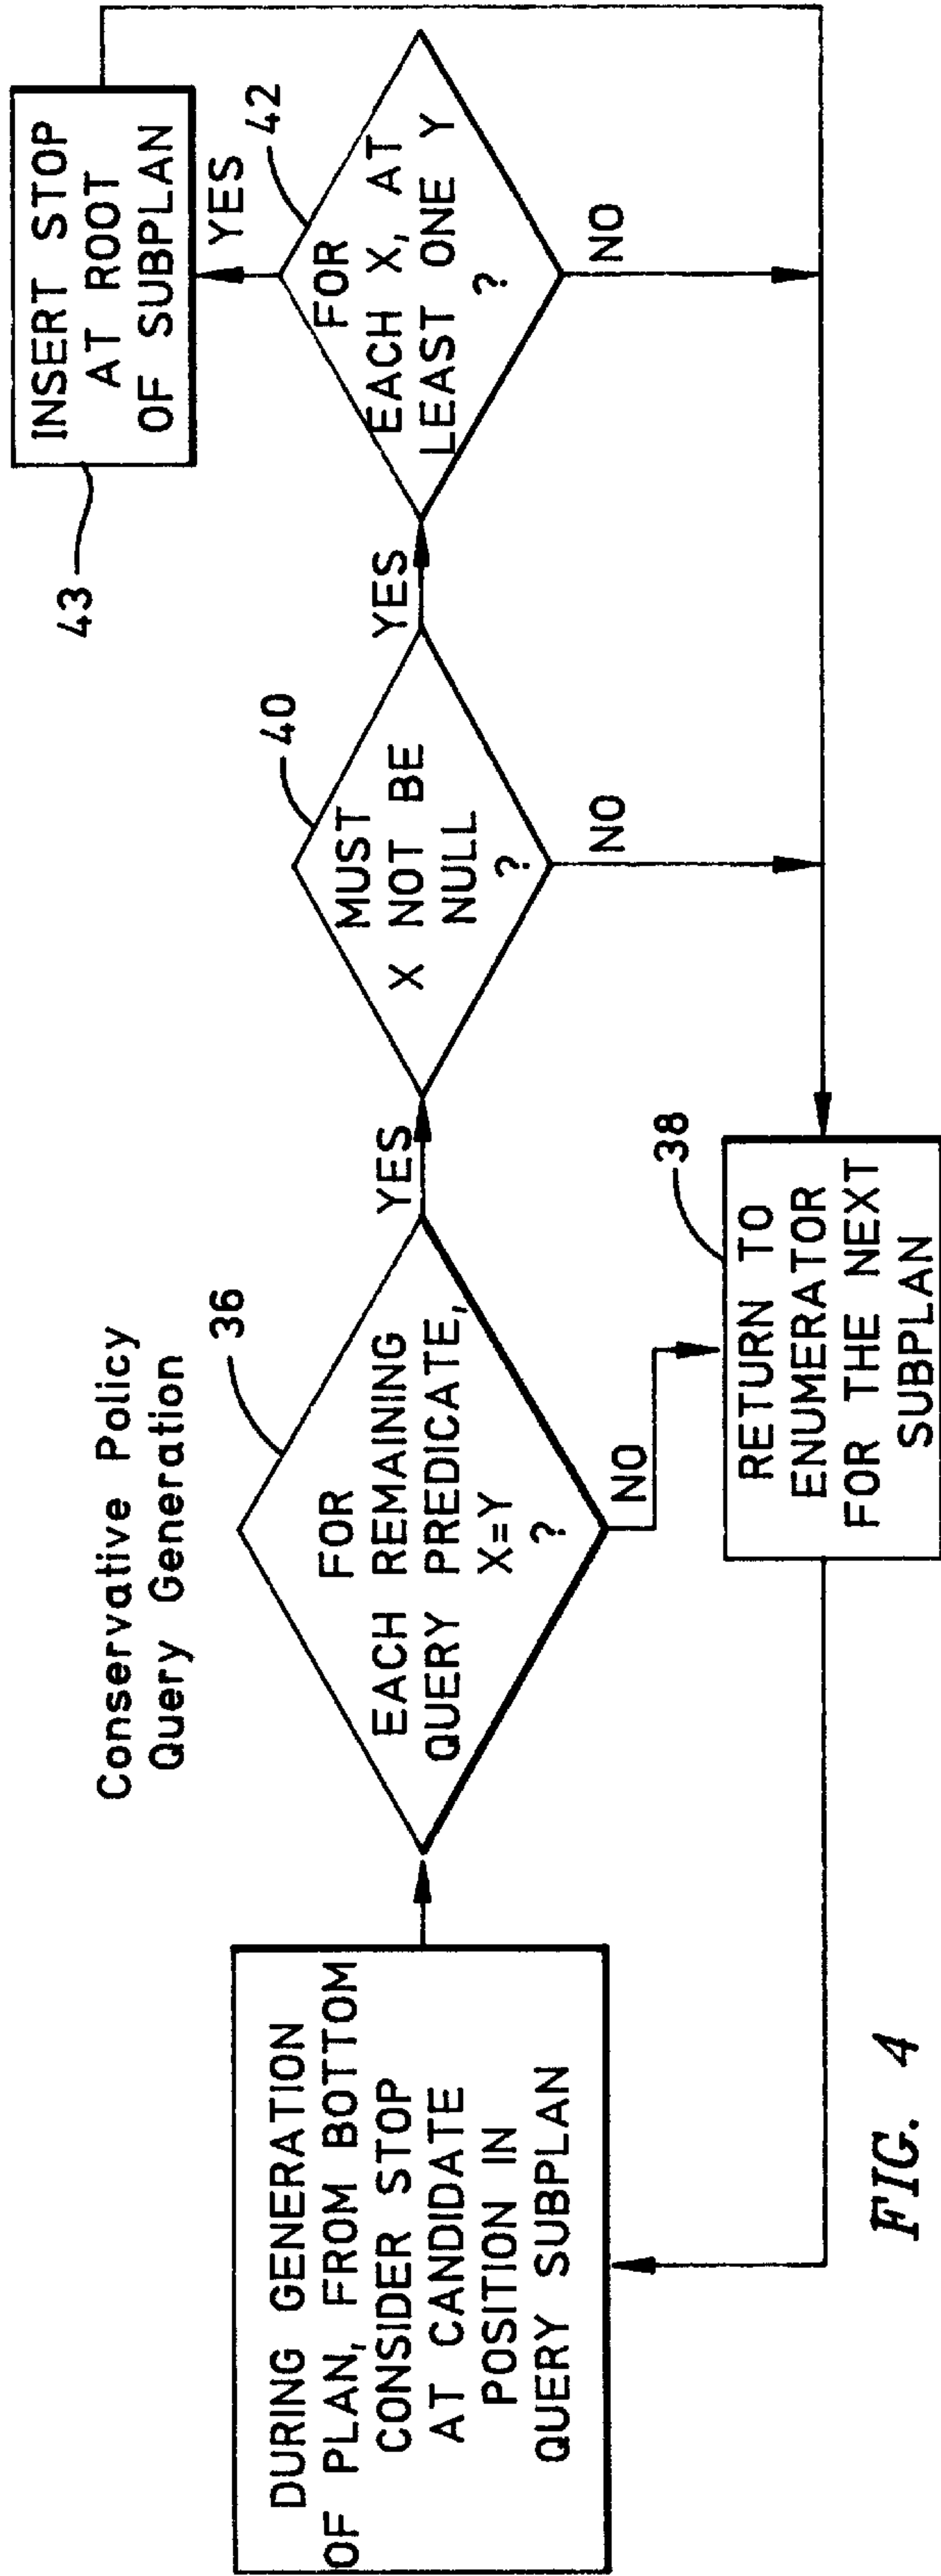 Conservative Policy
Query Generation
DURING GENERATION
OF PLAN, FROM BOTTOM
CONSIDER STOP
AT CANDIDATE
POSITION IN
QUERY SUBPLAN
36
FOR
EACH REMAINING
QUERY PREDICATE,
X=Y
?
YES
NO
40
MUST
X NOT BE
NULL
?
YES
NO
42
FOR
EACH X, AT
LEAST ONE Y
?
YES
NO
43
INSERT STOP
AT ROOT
OF SUBPLAN
38
RETURN TO
ENUMERATOR
FOR THE NEXT
SUBPLAN
FIG. 4